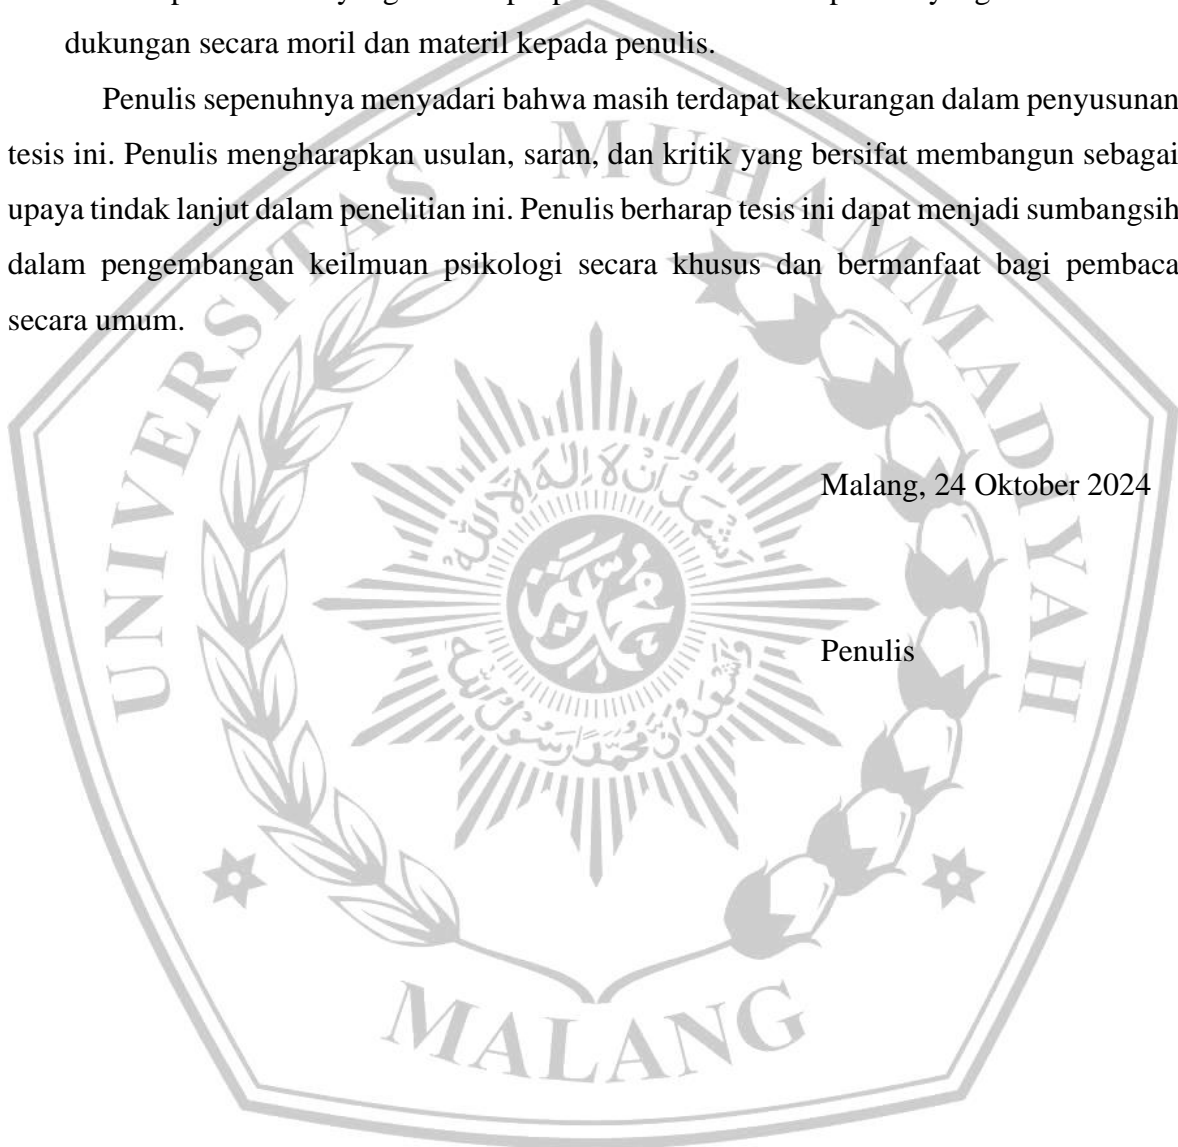 dukungan secara moril dan materil kepada penulis.
Penulis sepenuhnya menyadari bahwa masih terdapat kekurangan dalam penyusunan
tesis ini. Penulis mengharapkan usulan, saran, dan kritik yang bersifat membangun sebagai
upaya tindak lanjut dalam penelitian ini. Penulis berharap tesis ini dapat menjadi sumbangsih
dalam pengembangan keilmuan psikologi secara khusus dan bermanfaat bagi pembaca
secara umum.
Malang, 24 Oktober 2024
Penulis
UNIVERSITAS MUHAMMADIYAH
MALANG